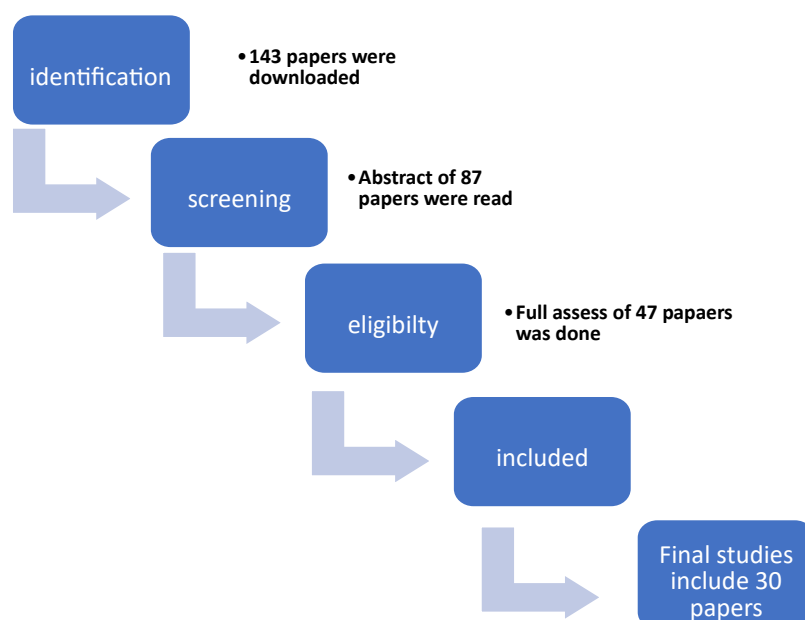 identification
•143 papers were
downloaded
screening
•Abstract of 87
papers were read
eligibilty
•Full assess of 47 papaers
was done
included
Final studies
include 30
papers